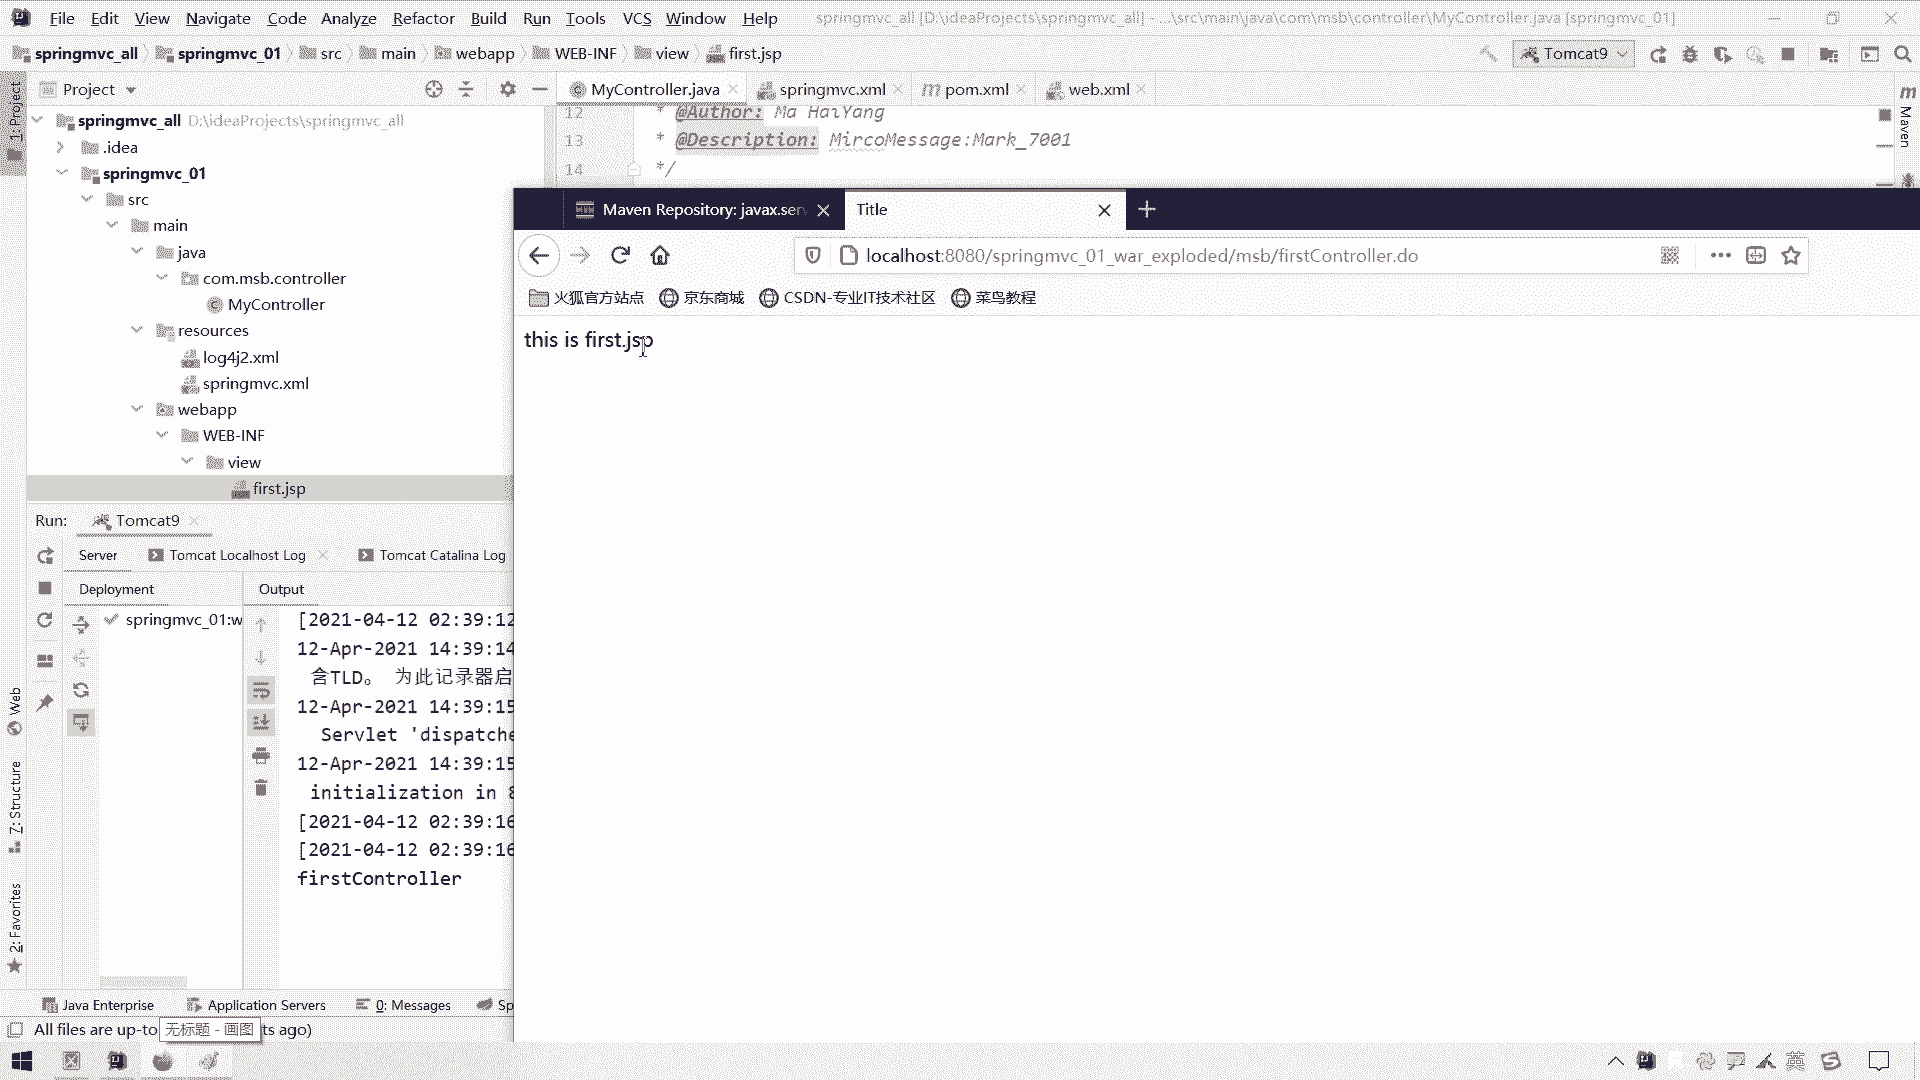 File Edit View Navigate Code Analyze Refactor Build Run Tools VCS Window Help springmvc_all [D:\ideaProjects\springmvc_all] - ...\src\main\java\com\msb\controller\MyController.java [springmvc_01]
springmvc_all springmvc_01 src main webapp WEB-INF view first.jsp Tomcat9
1: Project
Project
MyController.java springmvc.xml pom.xml web.xml
Maven
springmvc_all D:\ideaProjects\springmvc_all
.idea
springmvc_01
src
main
java
com.msb.controller
MyController
resources
log4j2.xml
springmvc.xml
webapp
WEB-INF
view
first.jsp
12 * @Author: Ma HaiYang
13 * @Description: MircoMessage:Mark_7001
14 */
Maven Repository: javax.ser Title
localhost:8080/springmvc_01_war_exploded/msb/firstController.do
火狐官方站点 京东商城 CSDN-专业IT技术社区 菜鸟教程
this is first.jsp
Run: Tomcat9
Server Tomcat Localhost Log Tomcat Catalina Log
Deployment Output
springmvc_01:w
[2021-04-12 02:39:12
12-Apr-2021 14:39:14
含TLD。 为此记录器启
12-Apr-2021 14:39:15
Servlet 'dispatche
12-Apr-2021 14:39:15
initialization in 8
[2021-04-12 02:39:16
[2021-04-12 02:39:16
firstController
Web
7: Structure
2: Favorites
Java Enterprise Application Servers 0: Messages Sp
All files are up-to 无标题 - 画图 ts ago)
英